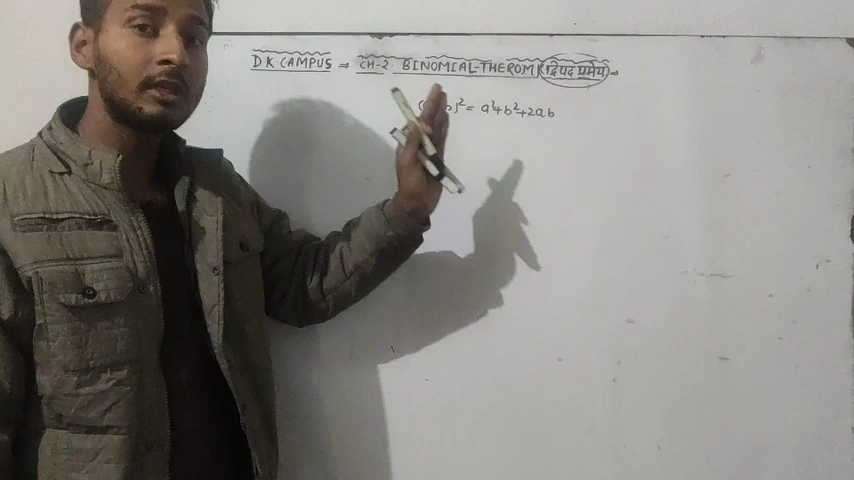 D.K. CAMPUS ⇒ CH-2. BINOMIAL-THEROM (द्विपद प्रमेय)⇒
)² = a²+b²+2ab